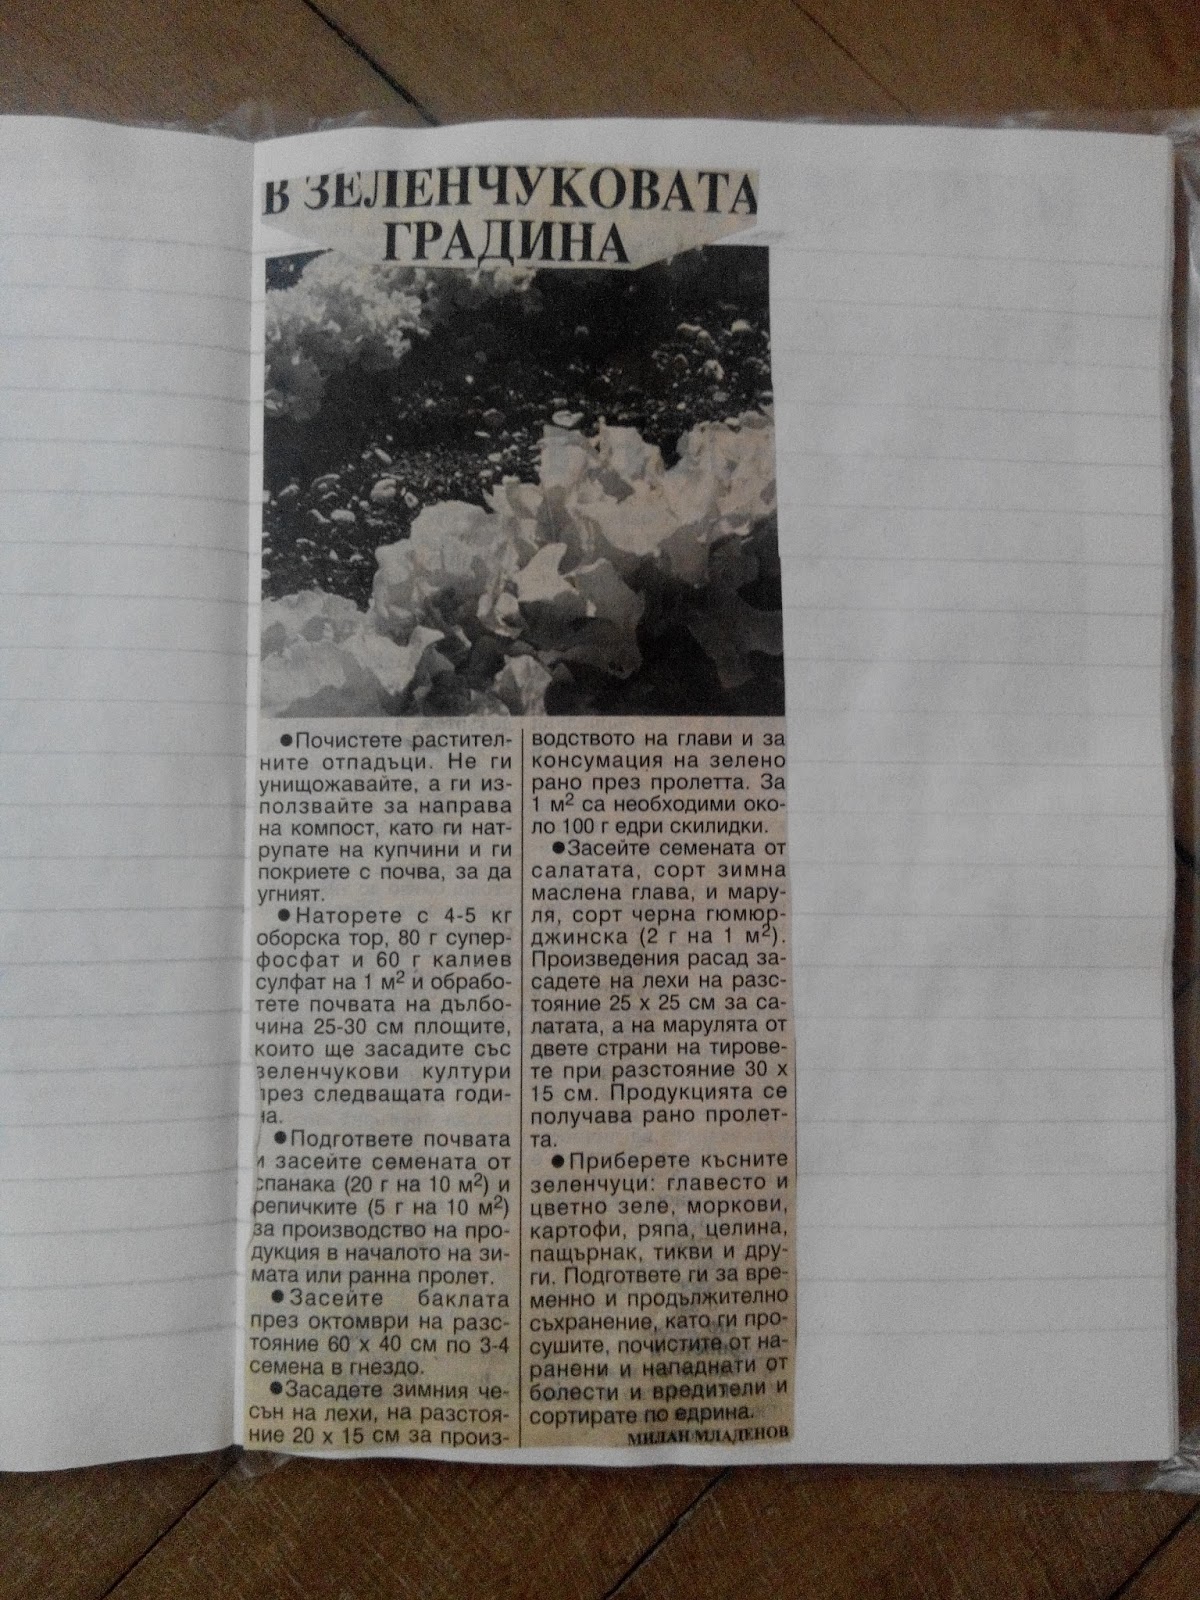 В ЗЕЛЕНЧУКОВАТА
ГРАДИНА
●Почистете растител-
ните отпадъци. Не ги
унищожавайте, а ги из-
ползвайте за направа
на компост, като ги нат-
рупате на купчини и ги
покриете с почва, за да
угният.
●Наторете с 4-5 кг
оборска тор, 80 г супер-
фосфат и 60 г калиев
сулфат на 1 м² и обрабо-
тете почвата на дълбо-
чина 25-30 см площите,
които ще засадите със
зеленчукови култури
през следващата годи-
на.
●Подгответе почвата
и засейте семената от
спанака (20 г на 10 м²) и
репичките (5 г на 10 м²)
за производство на про-
дукция в началото на зи-
мата или ранна пролет.
●Засейте баклата
през октомври на разс-
тояние 60 х 40 см по 3-4
семена в гнездо.
●Засадете зимния че-
сън на лехи, на разстоя-
ние 20 х 15 см за произ-
водството на глави и за
консумация на зелено
рано през пролетта. За
1 м² са необходими око-
ло 100 г едри скилидки.
●Засейте семената от
салатата, сорт зимна
маслена глава, и мару-
ля, сорт черна гюмюр-
джинска (2 г на 1 м²).
Произведения расад за-
садете на лехи на разс-
тояние 25 х 25 см за са-
латата, а на марулята от
двете страни на тирове-
те при разстояние 30 х
15 см. Продукцията се
получава рано пролет-
та.
●Приберете късните
зеленчуци: главесто и
цветно зеле, моркови,
картофи, ряпа, целина,
пащърнак, тикви и дру-
ги. Подгответе ги за вре-
менно и продължително
съхранение, като ги про-
сушите, почистите от на-
ранени и нападнати от
болести и вредители и
сортирате по едрина.
МИЛАН МЛАДЕНОВ